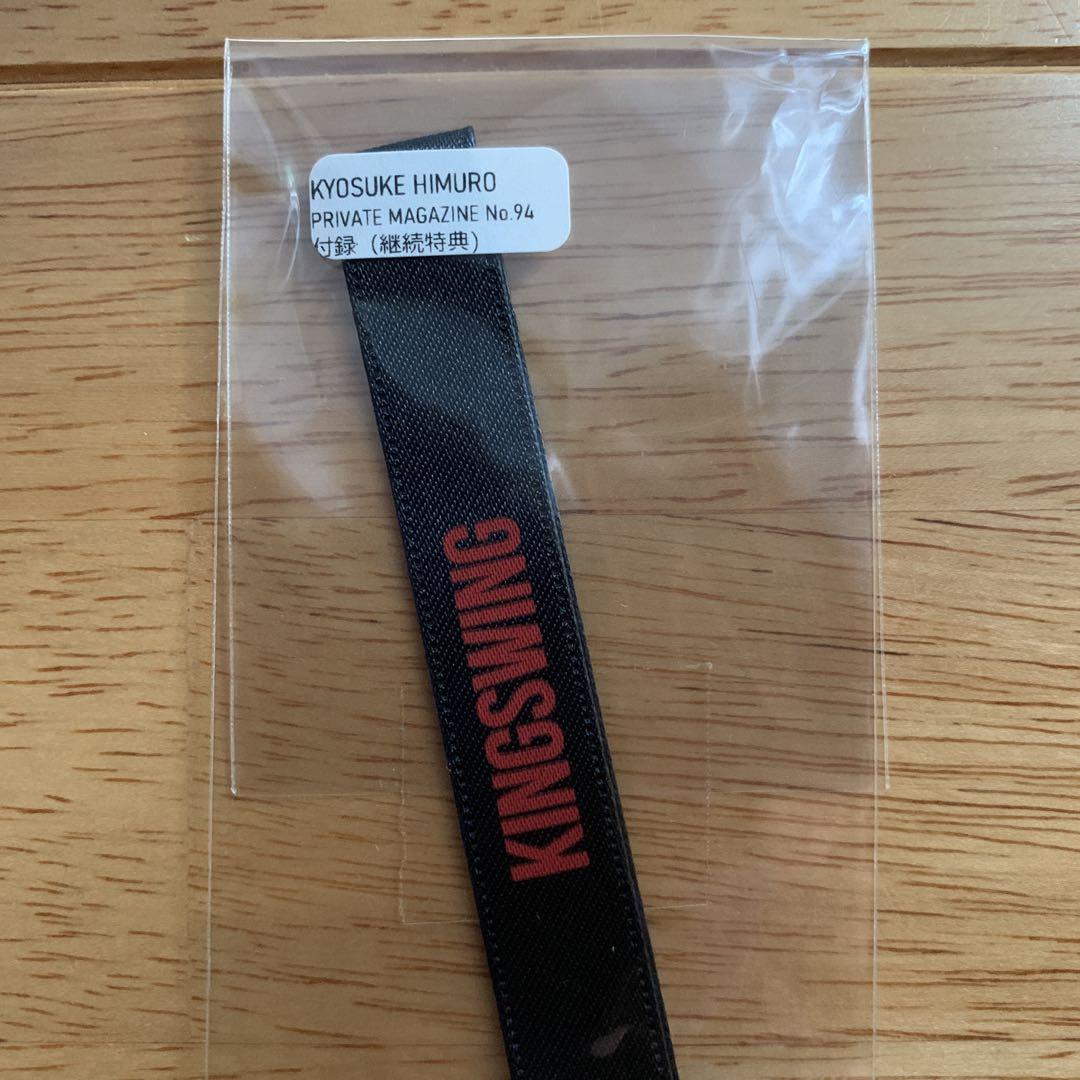 KYOSUKE HIMURO
PRIVATE MAGAZINE No.94
付録（継続特典）
KINGSWING